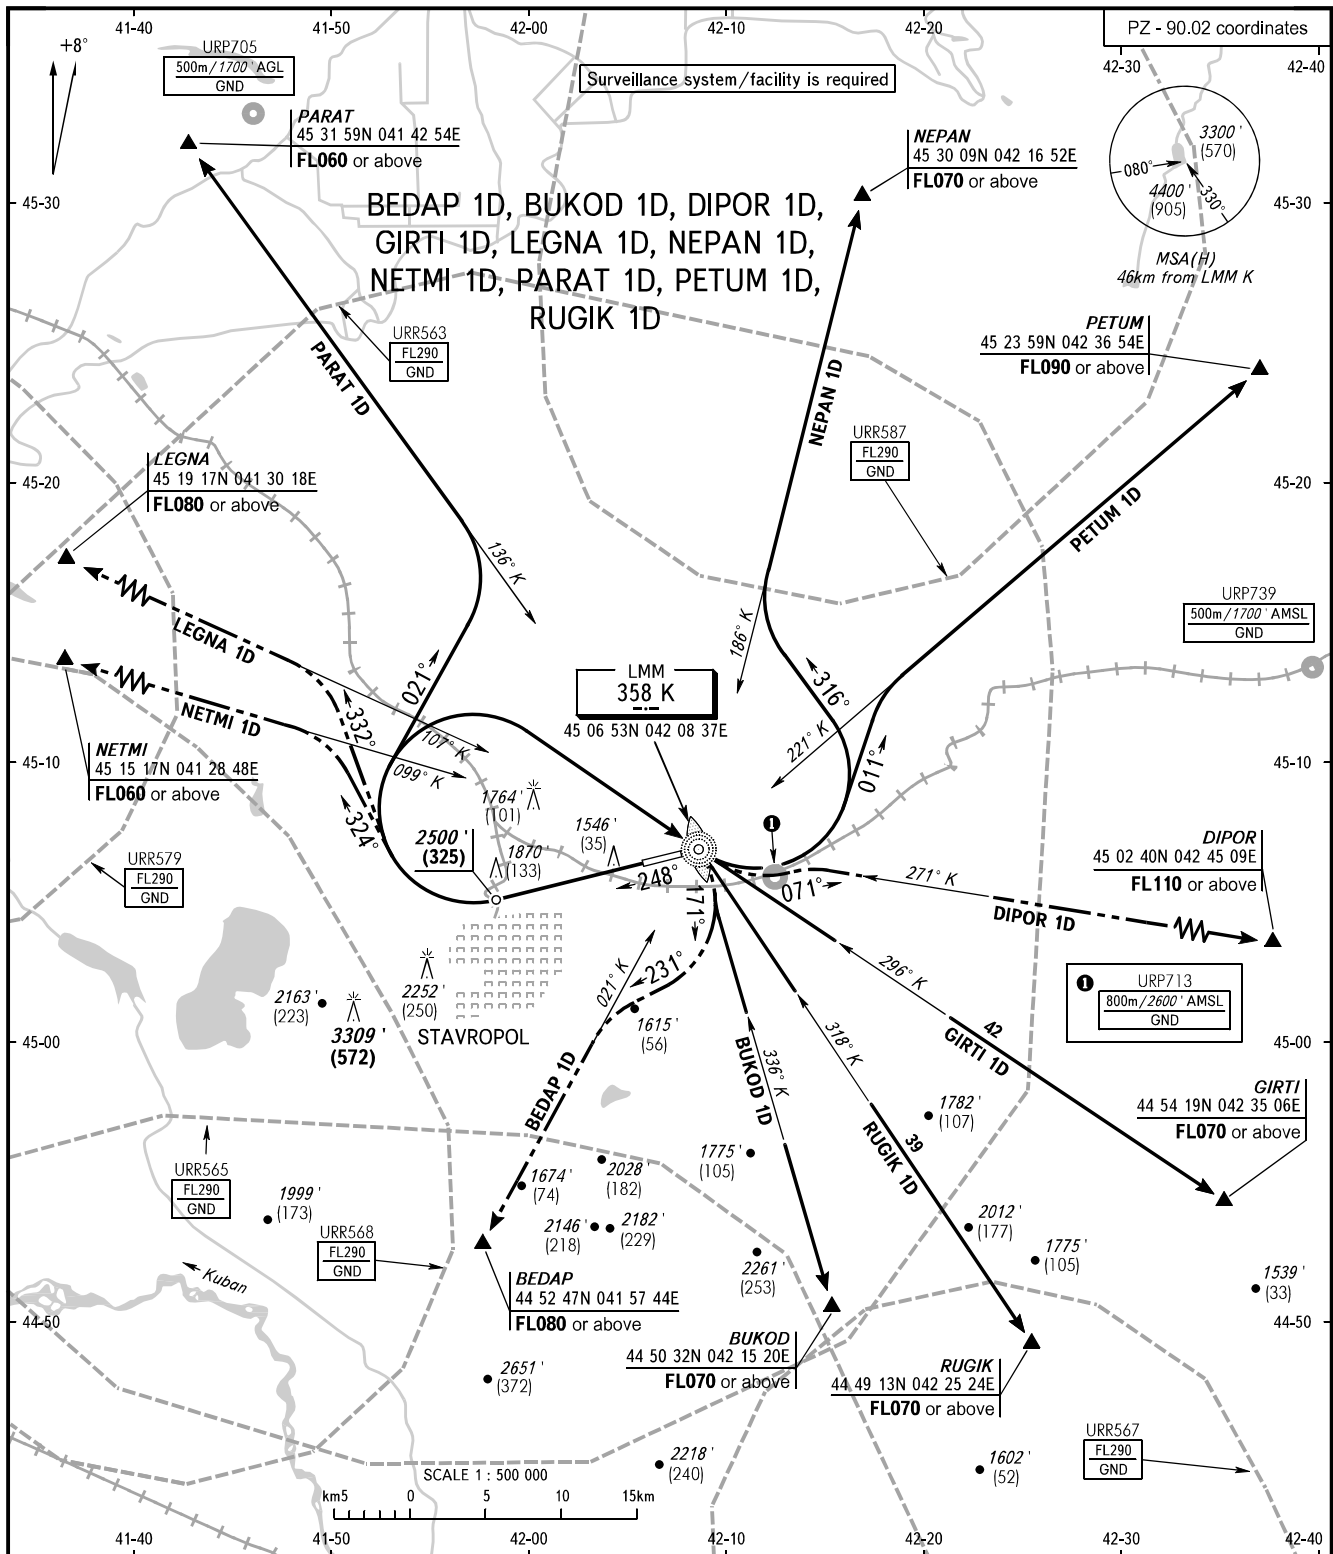 41-40
41-50
42-00
42-10
42-20
PZ - 90.02 coordinates
42-30
42-40
+8°
URP705
500m/1700' AGL
GND
Surveillance system/facility is required
PARAT
45 31 59N 041 42 54E
FL060 or above
NEPAN
45 30 09N 042 16 52E
FL070 or above
3300'
(570)
080°
4400'
(905)
330°
MSA(H)
46km from LMM K
45-30
45-30
BEDAP 1D, BUKOD 1D, DIPOR 1D,
GIRTI 1D, LEGNA 1D, NEPAN 1D,
NETMI 1D, PARAT 1D, PETUM 1D,
RUGIK 1D
URR563
FL290
GND
PARAT 1D
NEPAN 1D
PETUM
45 23 59N 042 36 54E
FL090 or above
URR587
FL290
GND
LEGNA
45 19 17N 041 30 18E
FL080 or above
45-20
45-20
PETUM 1D
136° K
186° K
URP739
500m/1700' AMSL
GND
LEGNA 1D
NETMI 1D
021°
332°
324°
107° K
099° K
LMM
358 K
45 06 53N 042 08 37E
316°
221° K
011°
NETMI
45 15 17N 041 28 48E
FL060 or above
45-10
45-10
1764'
(101)
1546'
(35)
1870'
(133)
2500'
(325)
1
248°
171°
071°
271° K
DIPOR 1D
DIPOR
45 02 40N 042 45 09E
FL110 or above
URR579
FL290
GND
231°
021° K
296° K
318° K
336° K
2163'
(223)
3309'
(572)
2252'
(250)
STAVROPOL
1615'
(56)
1
URP713
800m/2600' AMSL
GND
45-00
45-00
42
GIRTI 1D
BEDAP 1D
BUKOD 1D
39
RUGIK 1D
GIRTI
44 54 19N 042 35 06E
FL070 or above
1782'
(107)
URR565
FL290
GND
1674'
(74)
2028'
(182)
1775'
(105)
1999'
(173)
2146'
(218)
2182'
(229)
2012'
(177)
1775'
(105)
URR568
FL290
GND
2261'
(253)
1539'
(33)
Kuban
BEDAP
44 52 47N 041 57 44E
FL080 or above
44-50
44-50
BUKOD
44 50 32N 042 15 20E
FL070 or above
RUGIK
44 49 13N 042 25 24E
FL070 or above
2651'
(372)
URR567
FL290
GND
2218'
(240)
1602'
(52)
SCALE 1 : 500 000
km5 0 5 10 15km
41-40
41-50
42-00
42-10
42-20
42-30
42-40